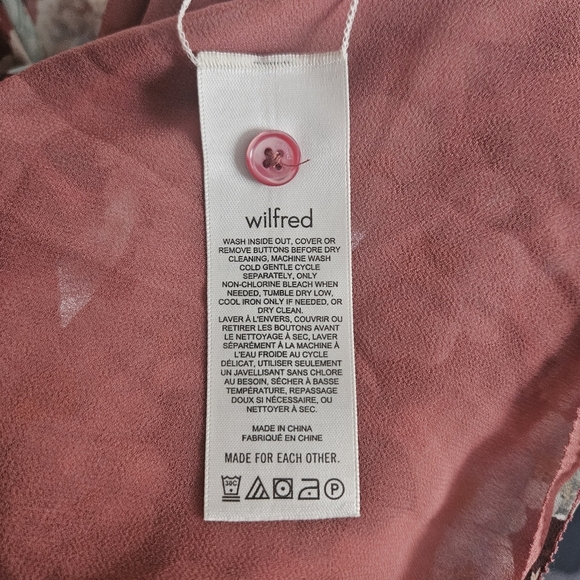 wilfred
WASH INSIDE OUT, COVER OR
REMOVE BUTTONS BEFORE DRY
CLEANING, MACHINE WASH
COLD GENTLE CYCLE
SEPARATELY, ONLY
NON-CHLORINE BLEACH WHEN
NEEDED, TUMBLE DRY LOW,
COOL IRON ONLY IF NEEDED, OR
DRY CLEAN.
LAVER À L'ENVERS, COUVRIR OU
RETIRER LES BOUTONS AVANT
LE NETTOYAGE À SEC, LAVER
SÉPARÉMENT À LA MACHINE À
L'EAU FROIDE AU CYCLE
DÉLICAT, UTILISER SEULEMENT
UN JAVELLISANT SANS CHLORE
AU BESOIN, SÉCHER À BASSE
TEMPÉRATURE, REPASSAGE
DOUX SI NÉCESSAIRE, OU
NETTOYER À SEC.
MADE IN CHINA
FABRIQUÉ EN CHINE
MADE FOR EACH OTHER.
30C P